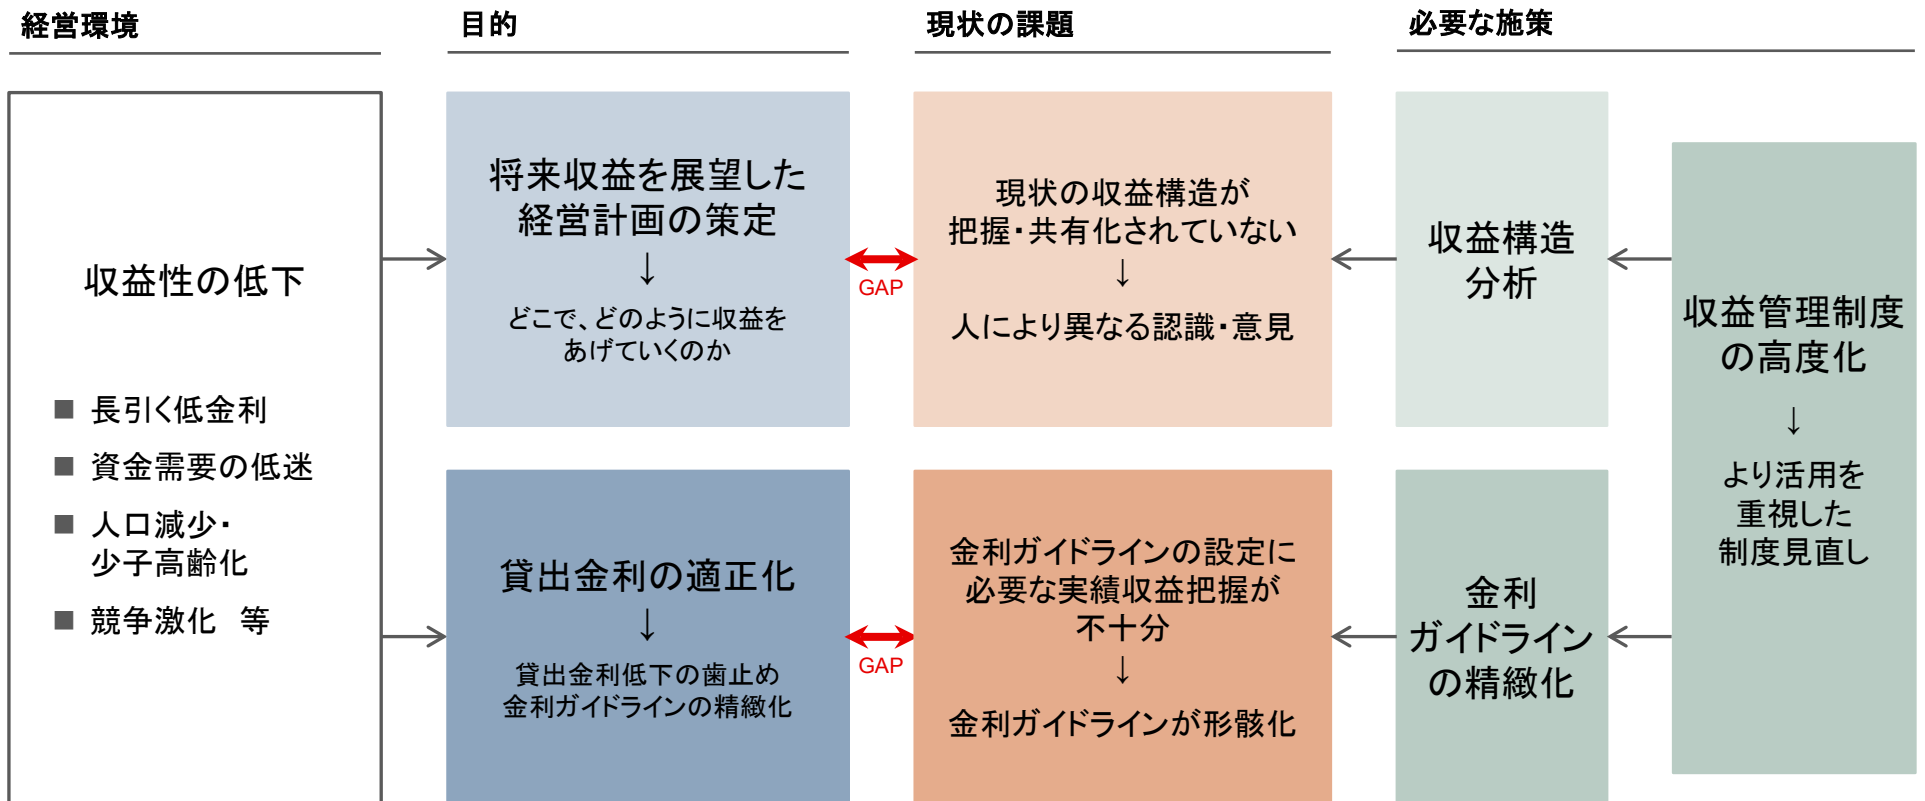 経営環境
目的
現状の課題
必要な施策
収益性の低下
■ 長引く低金利
■ 資金需要の低迷
■ 人口減少・
少子高齢化
■ 競争激化 等
将来収益を展望した
経営計画の策定
↓
どこで、どのように収益を
あげていくのか
GAP
現状の収益構造が
把握・共有化されていない
↓
人により異なる認識・意見
収益構造
分析
貸出金利の適正化
↓
貸出金利低下の歯止め
金利ガイドラインの精緻化
GAP
金利ガイドラインの設定に
必要な実績収益把握が
不十分
↓
金利ガイドラインが形骸化
金利
ガイドライン
の精緻化
収益管理制度
の高度化
↓
より活用を
重視した
制度見直し